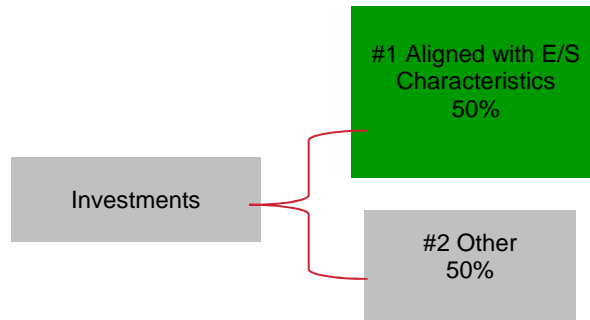 #1 Aligned with E/S
Characteristics
50%
Investments
#2 Other
50%